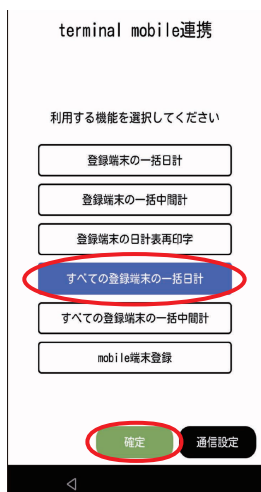 terminal mobile連携
利用する機能を選択してください
登録端末の一括日計
登録端末の一括中間計
登録端末の日計表再印字
すべての登録端末の一括日計
すべての登録端末の一括中間計
mobile端末登録
確定 通信設定